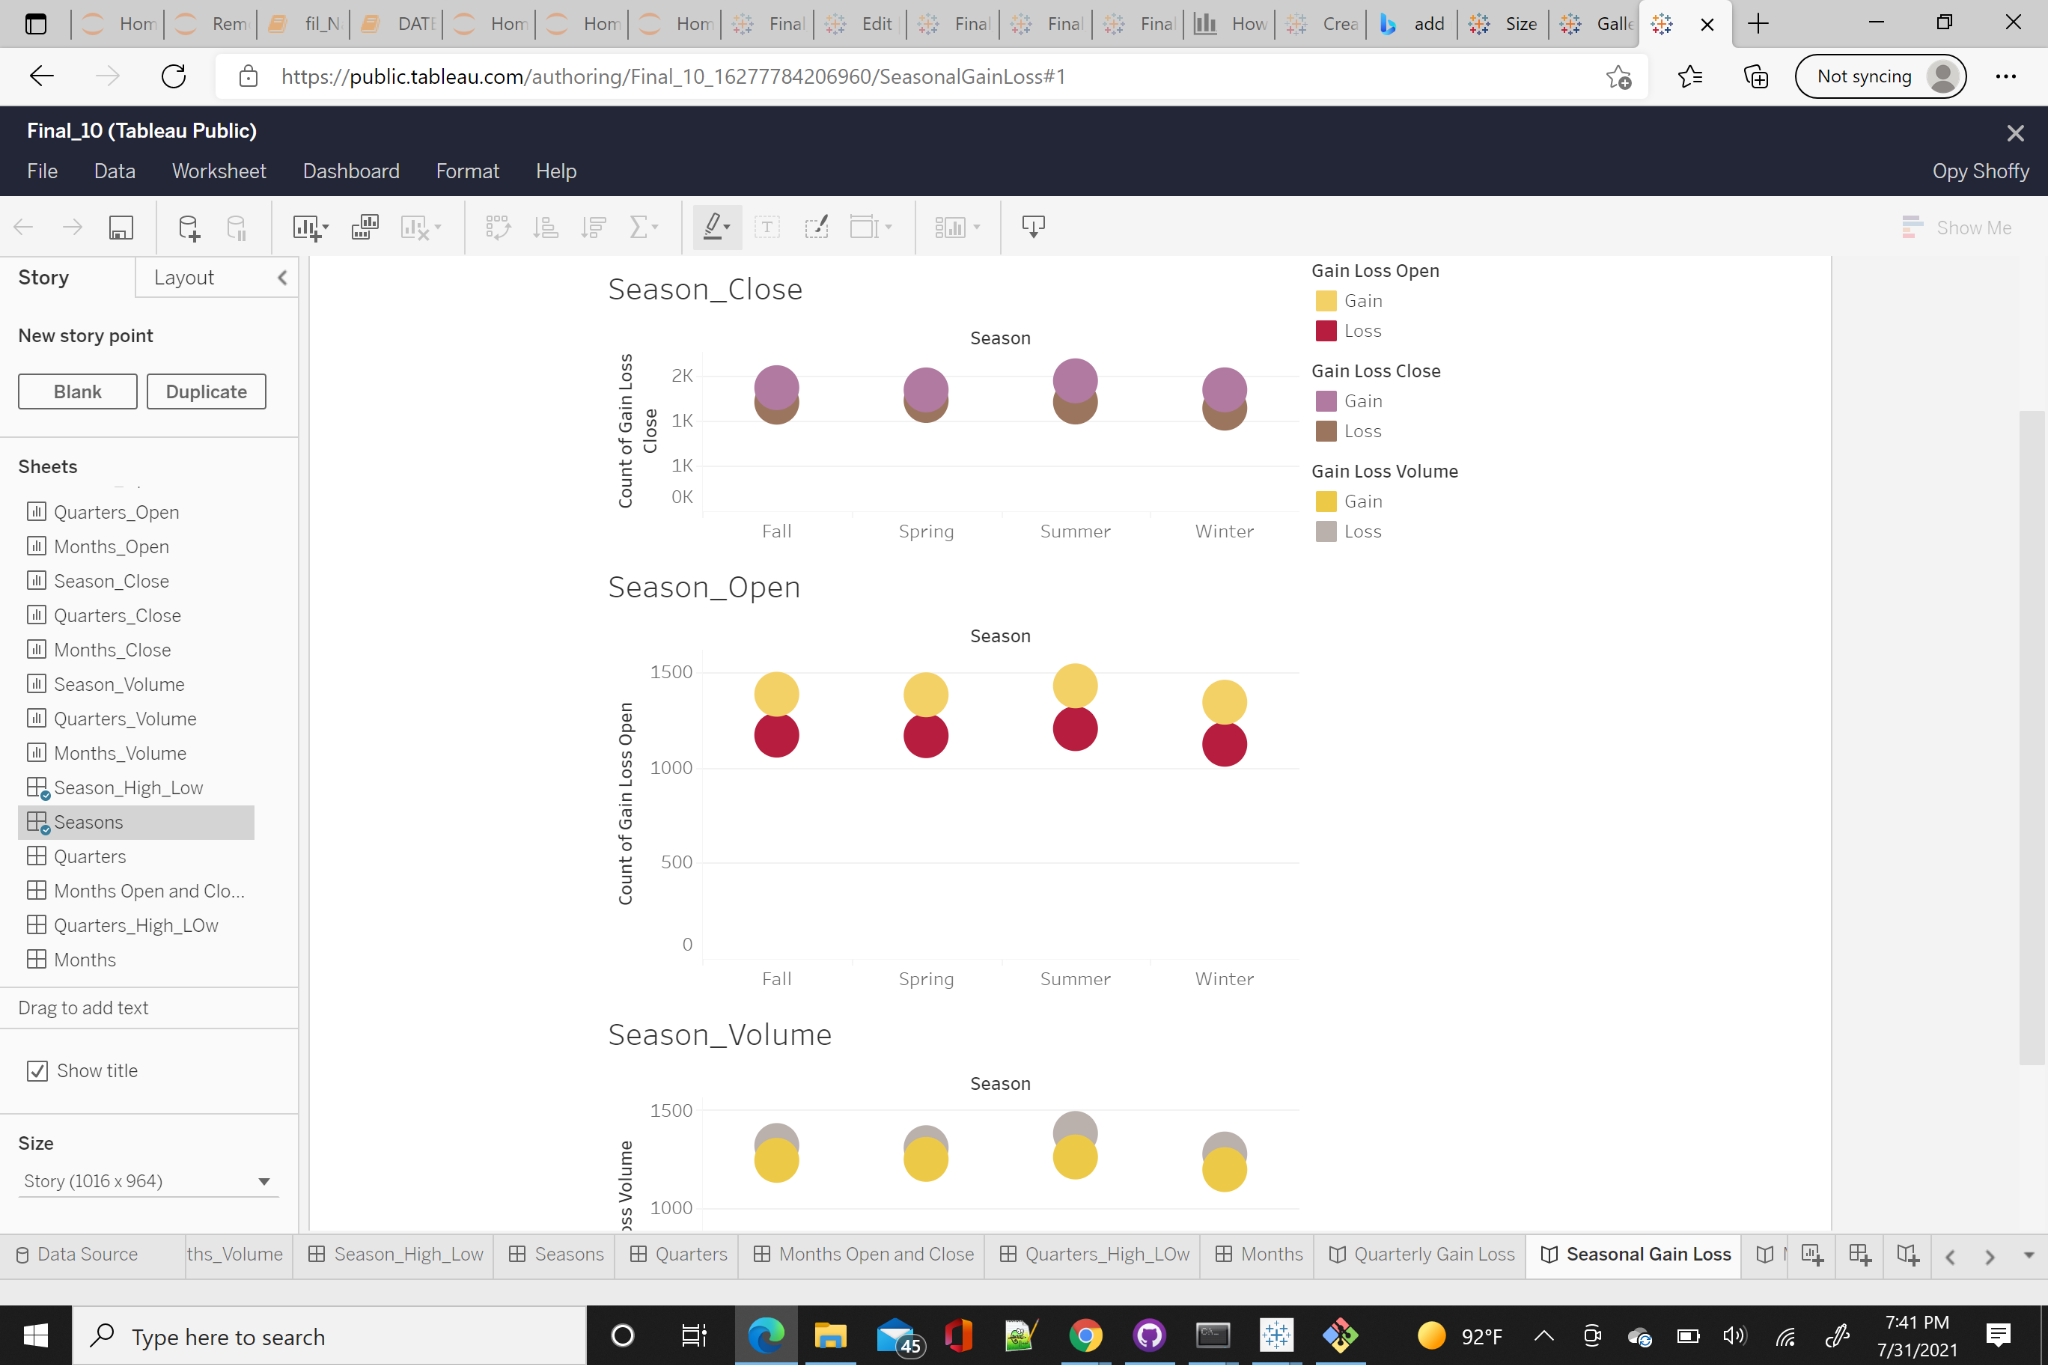 Hom
Rem
fil_N
DATE
Hom
Hom
Hom
Final
Edit
Final
Final
Final
How
Crea
add
Size
Galle
https://public.tableau.com/authoring/Final_10_16277784206960/SeasonalGainLoss#1
Not syncing
Final_10 (Tableau Public)
File Data Worksheet Dashboard Format Help
Opy Shoffy
Show Me
Story
Layout
New story point
Blank
Duplicate
Sheets
Quarters_Open
Months_Open
Season_Close
Quarters_Close
Months_Close
Season_Volume
Quarters_Volume
Months_Volume
Season_High_Low
Seasons
Quarters
Months Open and Clo...
Quarters_High_LOw
Months
Drag to add text
Show title
Size
Story (1016 x 964)
Season_Close
Season
Count of Gain Loss
Close
2K
1K
1K
0K
Fall Spring Summer Winter
Season_Open
Season
Count of Gain Loss Open
1500
1000
500
0
Fall Spring Summer Winter
Season_Volume
Season
oss Volume
1500
1000
Gain Loss Open
Gain
Loss
Gain Loss Close
Gain
Loss
Gain Loss Volume
Gain
Loss
Data Source
ths_Volume
Season_High_Low
Seasons
Quarters
Months Open and Close
Quarters_High_LOw
Months
Quarterly Gain Loss
Seasonal Gain Loss
Type here to search
45
92°F
7:41 PM
7/31/2021